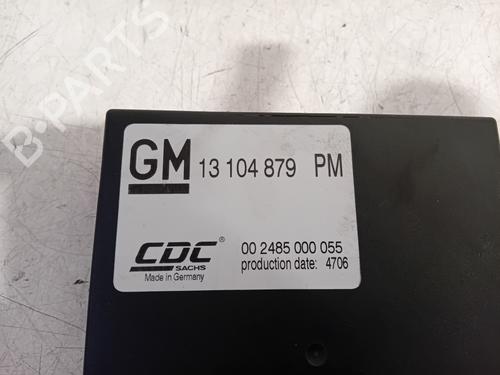 B-PARTS
GM 13 104 879 PM
CDC® 00 2485 000 055
SACHS production date: 4706
Made in Germany